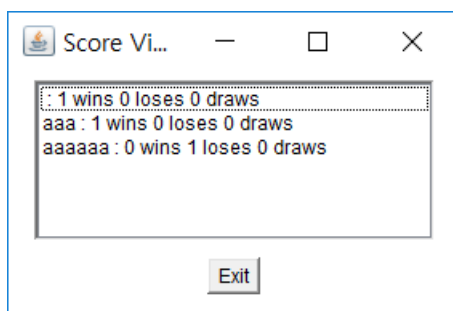 Score Vi...
: 1 wins 0 loses 0 draws
aaa : 1 wins 0 loses 0 draws
aaaaaa : 0 wins 1 loses 0 draws
Exit